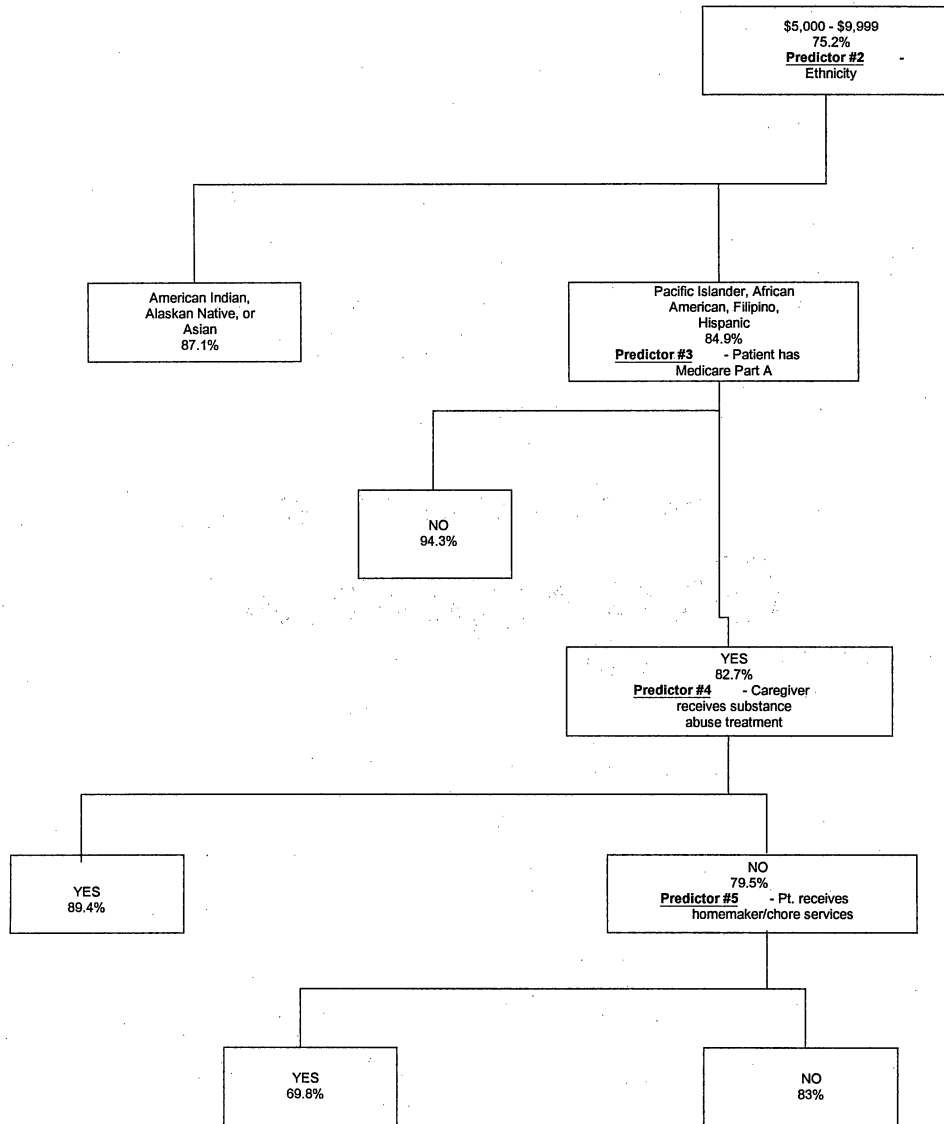 $5,000 - $9,999
75.2%
Predictor #2 -
Ethnicity
American Indian,
Alaskan Native, or
Asian
87.1%
Pacific Islander, African
American, Filipino,
Hispanic
84.9%
Predictor #3 - Patient has
Medicare Part A
NO
94.3%
YES
82.7%
Predictor #4 - Caregiver
receives substance
abuse treatment
YES
89.4%
NO
79.5%
Predictor #5 - Pt. receives
homemaker/chore services
YES
69.8%
NO
83%